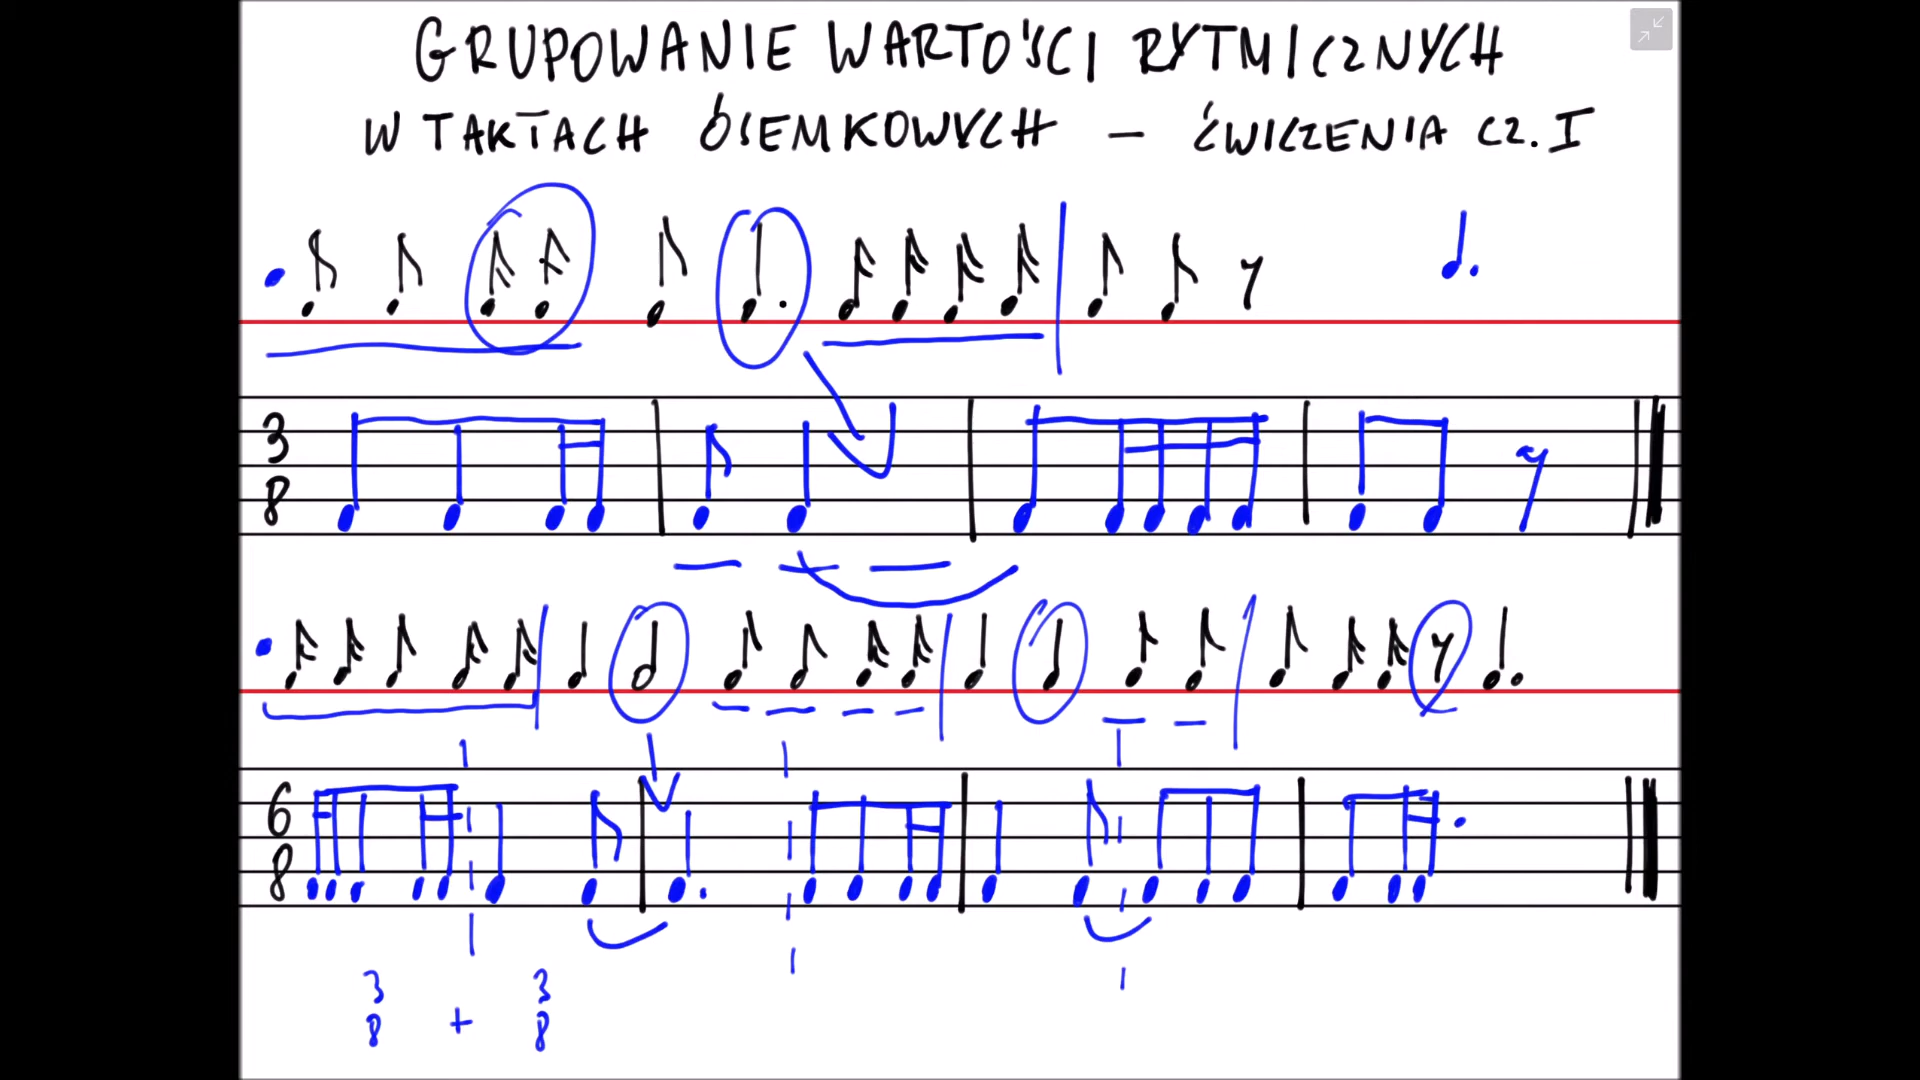 GRUPOWANIE WARTOŚCI RYTMICZNYCH
W TAKTACH ÓSEMKOWYCH – ĆWICZENIA CZ. I
3
8
6
8
3 3
8 + 8